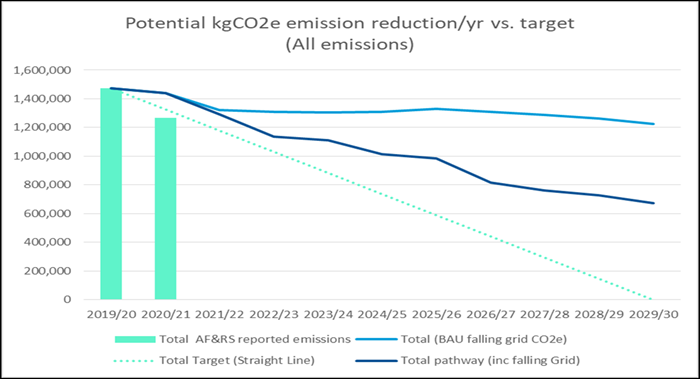 Potential kgCO2e emission reduction/yr vs. target
(All emissions)
1,600,000
1,400,000
1,200,000
1,000,000
800,000
600,000
400,000
200,000
0
2019/20 2020/21 2021/22 2022/23 2023/24 2024/25 2025/26 2026/27 2027/28 2028/29 2029/30
Total AF&RS reported emissions Total (BAU falling grid CO2e)
Total Target (Straight Line) Total pathway (inc falling Grid)